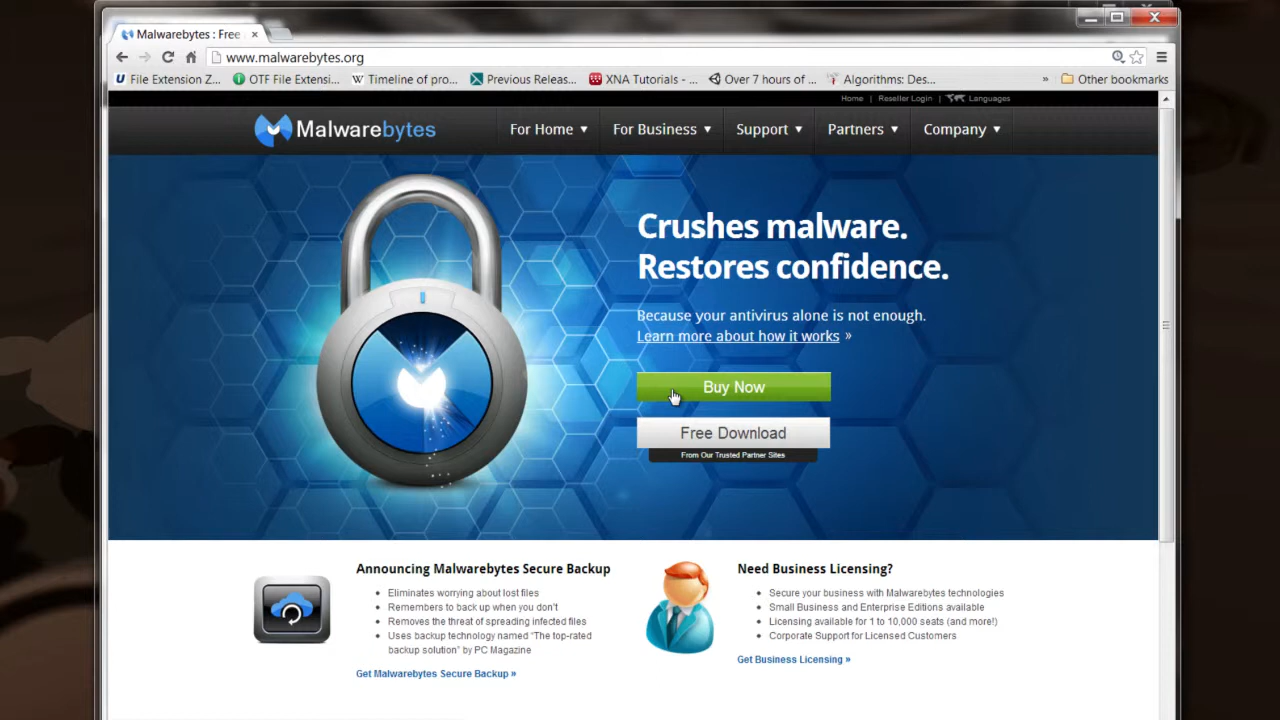 Malwarebytes : Free
www.malwarebytes.org
File Extension Z...
OTF File Extensi...
Timeline of pro...
Previous Releas...
XNA Tutorials - ...
Over 7 hours of ...
Algorithms: Des...
» Other bookmarks
Home | Reseller Login | Languages
Malwarebytes
For Home ▼ For Business ▼ Support ▼ Partners ▼ Company ▼
Crushes malware.
Restores confidence.
Because your antivirus alone is not enough.
Learn more about how it works »
Buy Now
Free Download
From Our Trusted Partner Sites
Announcing Malwarebytes Secure Backup
• Eliminates worrying about lost files
• Remembers to back up when you don't
• Removes the threat of spreading infected files
• Uses backup technology named “The top-rated
backup solution” by PC Magazine
Get Malwarebytes Secure Backup »
Need Business Licensing?
• Secure your business with Malwarebytes technologies
• Small Business and Enterprise Editions available
• Licensing available for 1 to 10,000 seats (and more!)
• Corporate Support for Licensed Customers
Get Business Licensing »